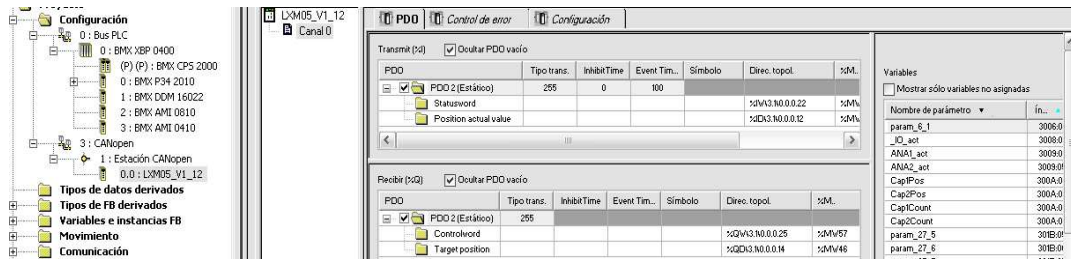 Configuración
0 : Bus PLC
0 : BMX XBP 0400
(P) (P) : BMX CPS 2000
0 : BMX P34 2010
1 : BMX DDM 16022
2 : BMX AMI 0810
3 : BMX AMI 0410
3 : CANopen
1 : Estación CANopen
0.0 : LXM05_V1_12
Tipos de datos derivados
Tipos de FB derivados
Variables e instancias FB
Movimiento
Comunicación
LXM05_V1_12
Canal 0
PDO Control de error Configuración
Transmit (%I) Ocultar PDO vacío
PDO Tipo trans. InhibitTime Event Tim... Símbolo Direc. topol. %M..
PDO 2 (Estático) 255 0 100
Statusword %IW\3.1\0.0.0.22
Position actual value %ID\3.1\0.0.0.12
Recibir (%Q) Ocultar PDO vacío
PDO Tipo trans. InhibitTime Event Tim... Símbolo Direc. topol. %M..
PDO 2 (Estático) 255
Controlword %QW\3.1\0.0.0.25 %MW57
Target position %QD\3.1\0.0.0.14 %MW46
Variables
Mostrar sólo variables no asignadas
Nombre de parámetro Ín...
param_6_1 3006:0
_IO_act 3008:0
ANA1_act 3009:0
ANA2_act 3009:0
Cap1Pos 300A:0
Cap2Pos 300A:0
Cap1Count 300A:0
Cap2Count 300A:0
param_27_5 301B:0
param_27_6 301B:0